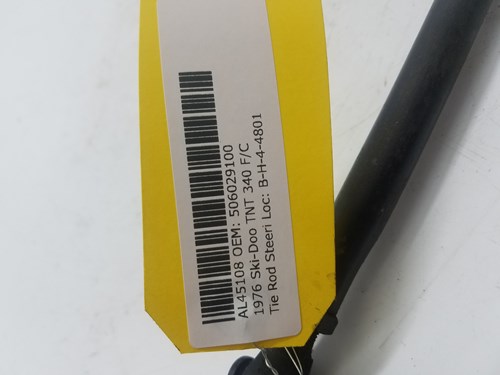 AL45108 OEM: 506029100
1976 Ski-Doo TNT 340 F/C
Tie Rod Steeri Loc: B-H-4-4801